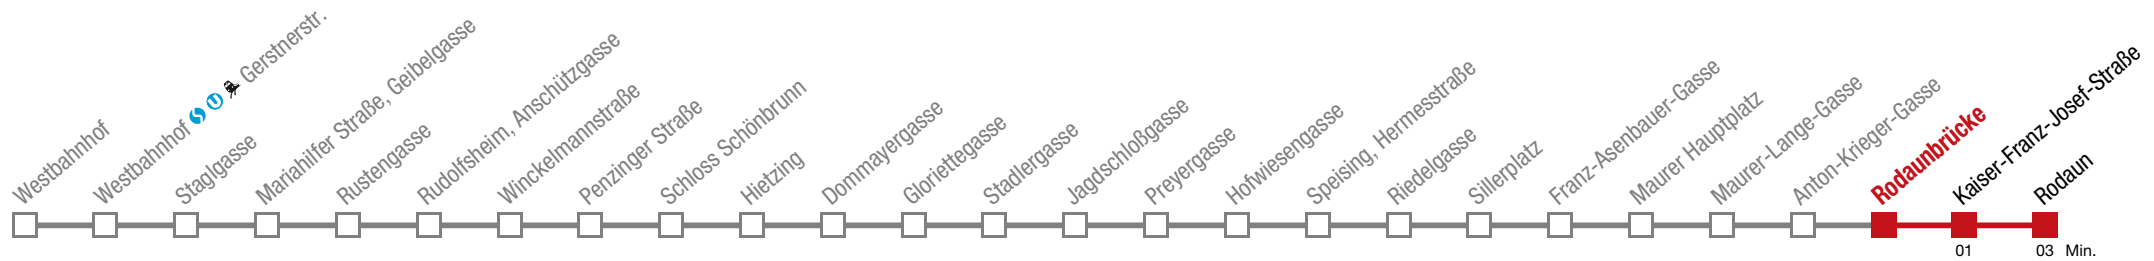 Westbahnhof
Westbahnhof S U Gerstnerstr.
Staglgasse
Mariahilfer Straße, Geibelgasse
Rustengasse
Rudolfsheim, Anschützgasse
Winckelmannstraße
Penzinger Straße
Schloss Schönbrunn
Hietzing
Dommayergasse
Gloriettegasse
Stadlergasse
Jagdschloßgasse
Preyergasse
Hofwiesengasse
Speising, Hermesstraße
Riedelgasse
Sillerplatz
Franz-Asenbauer-Gasse
Maurer Hauptplatz
Maurer-Lange-Gasse
Anton-Krieger-Gasse
Rodaunbrücke
Kaiser-Franz-Josef-Straße
Rodaun
01 03 Min.